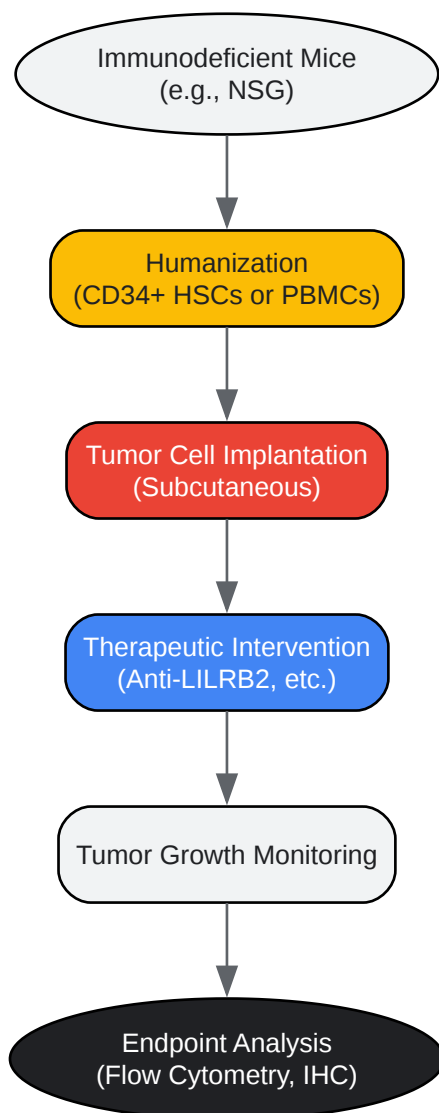 Immunodeficient Mice
(e.g., NSG)
Humanization
(CD34+ HSCs or PBMCs)
Tumor Cell Implantation
(Subcutaneous)
Therapeutic Intervention
(Anti-LILRB2, etc.)
Tumor Growth Monitoring
Endpoint Analysis
(Flow Cytometry, IHC)